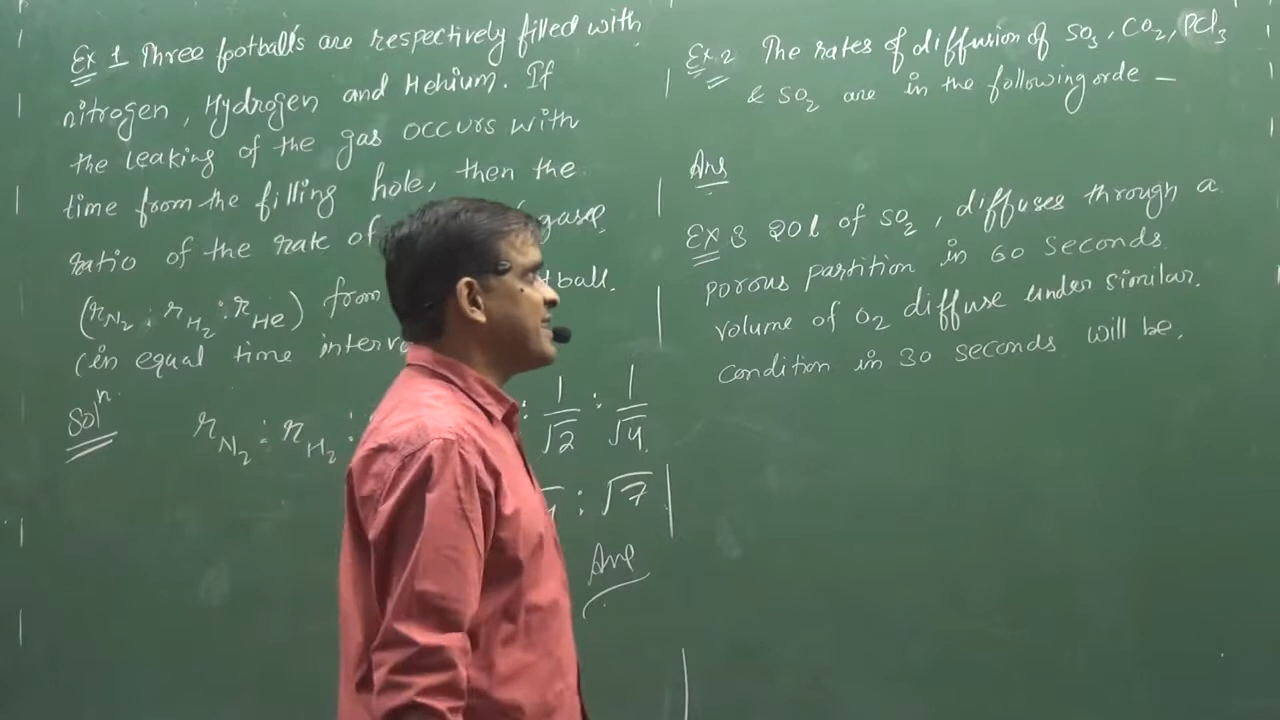 Ex 1 Three footballs are respectively filled with
nitrogen, Hydrogen and Helium. If
the leaking of the gas occurs with
time from the filling hole, then the
ratio of the rate of gases
(rN₂ : rH₂ : rHe) from
(in equal time
Solⁿ rN₂ : rH₂ : : 1/√2 : 1/√4
: √7
Ans
Ex 2 The rates of diffusion of SO₃, CO₂, PCl₃
& SO₂ are in the following orde —
Ans
Ex 3 20 l of SO₂, diffuses through a
porous partition in 60 seconds.
volume of O₂ diffuse under similar.
condition in 30 seconds will be.